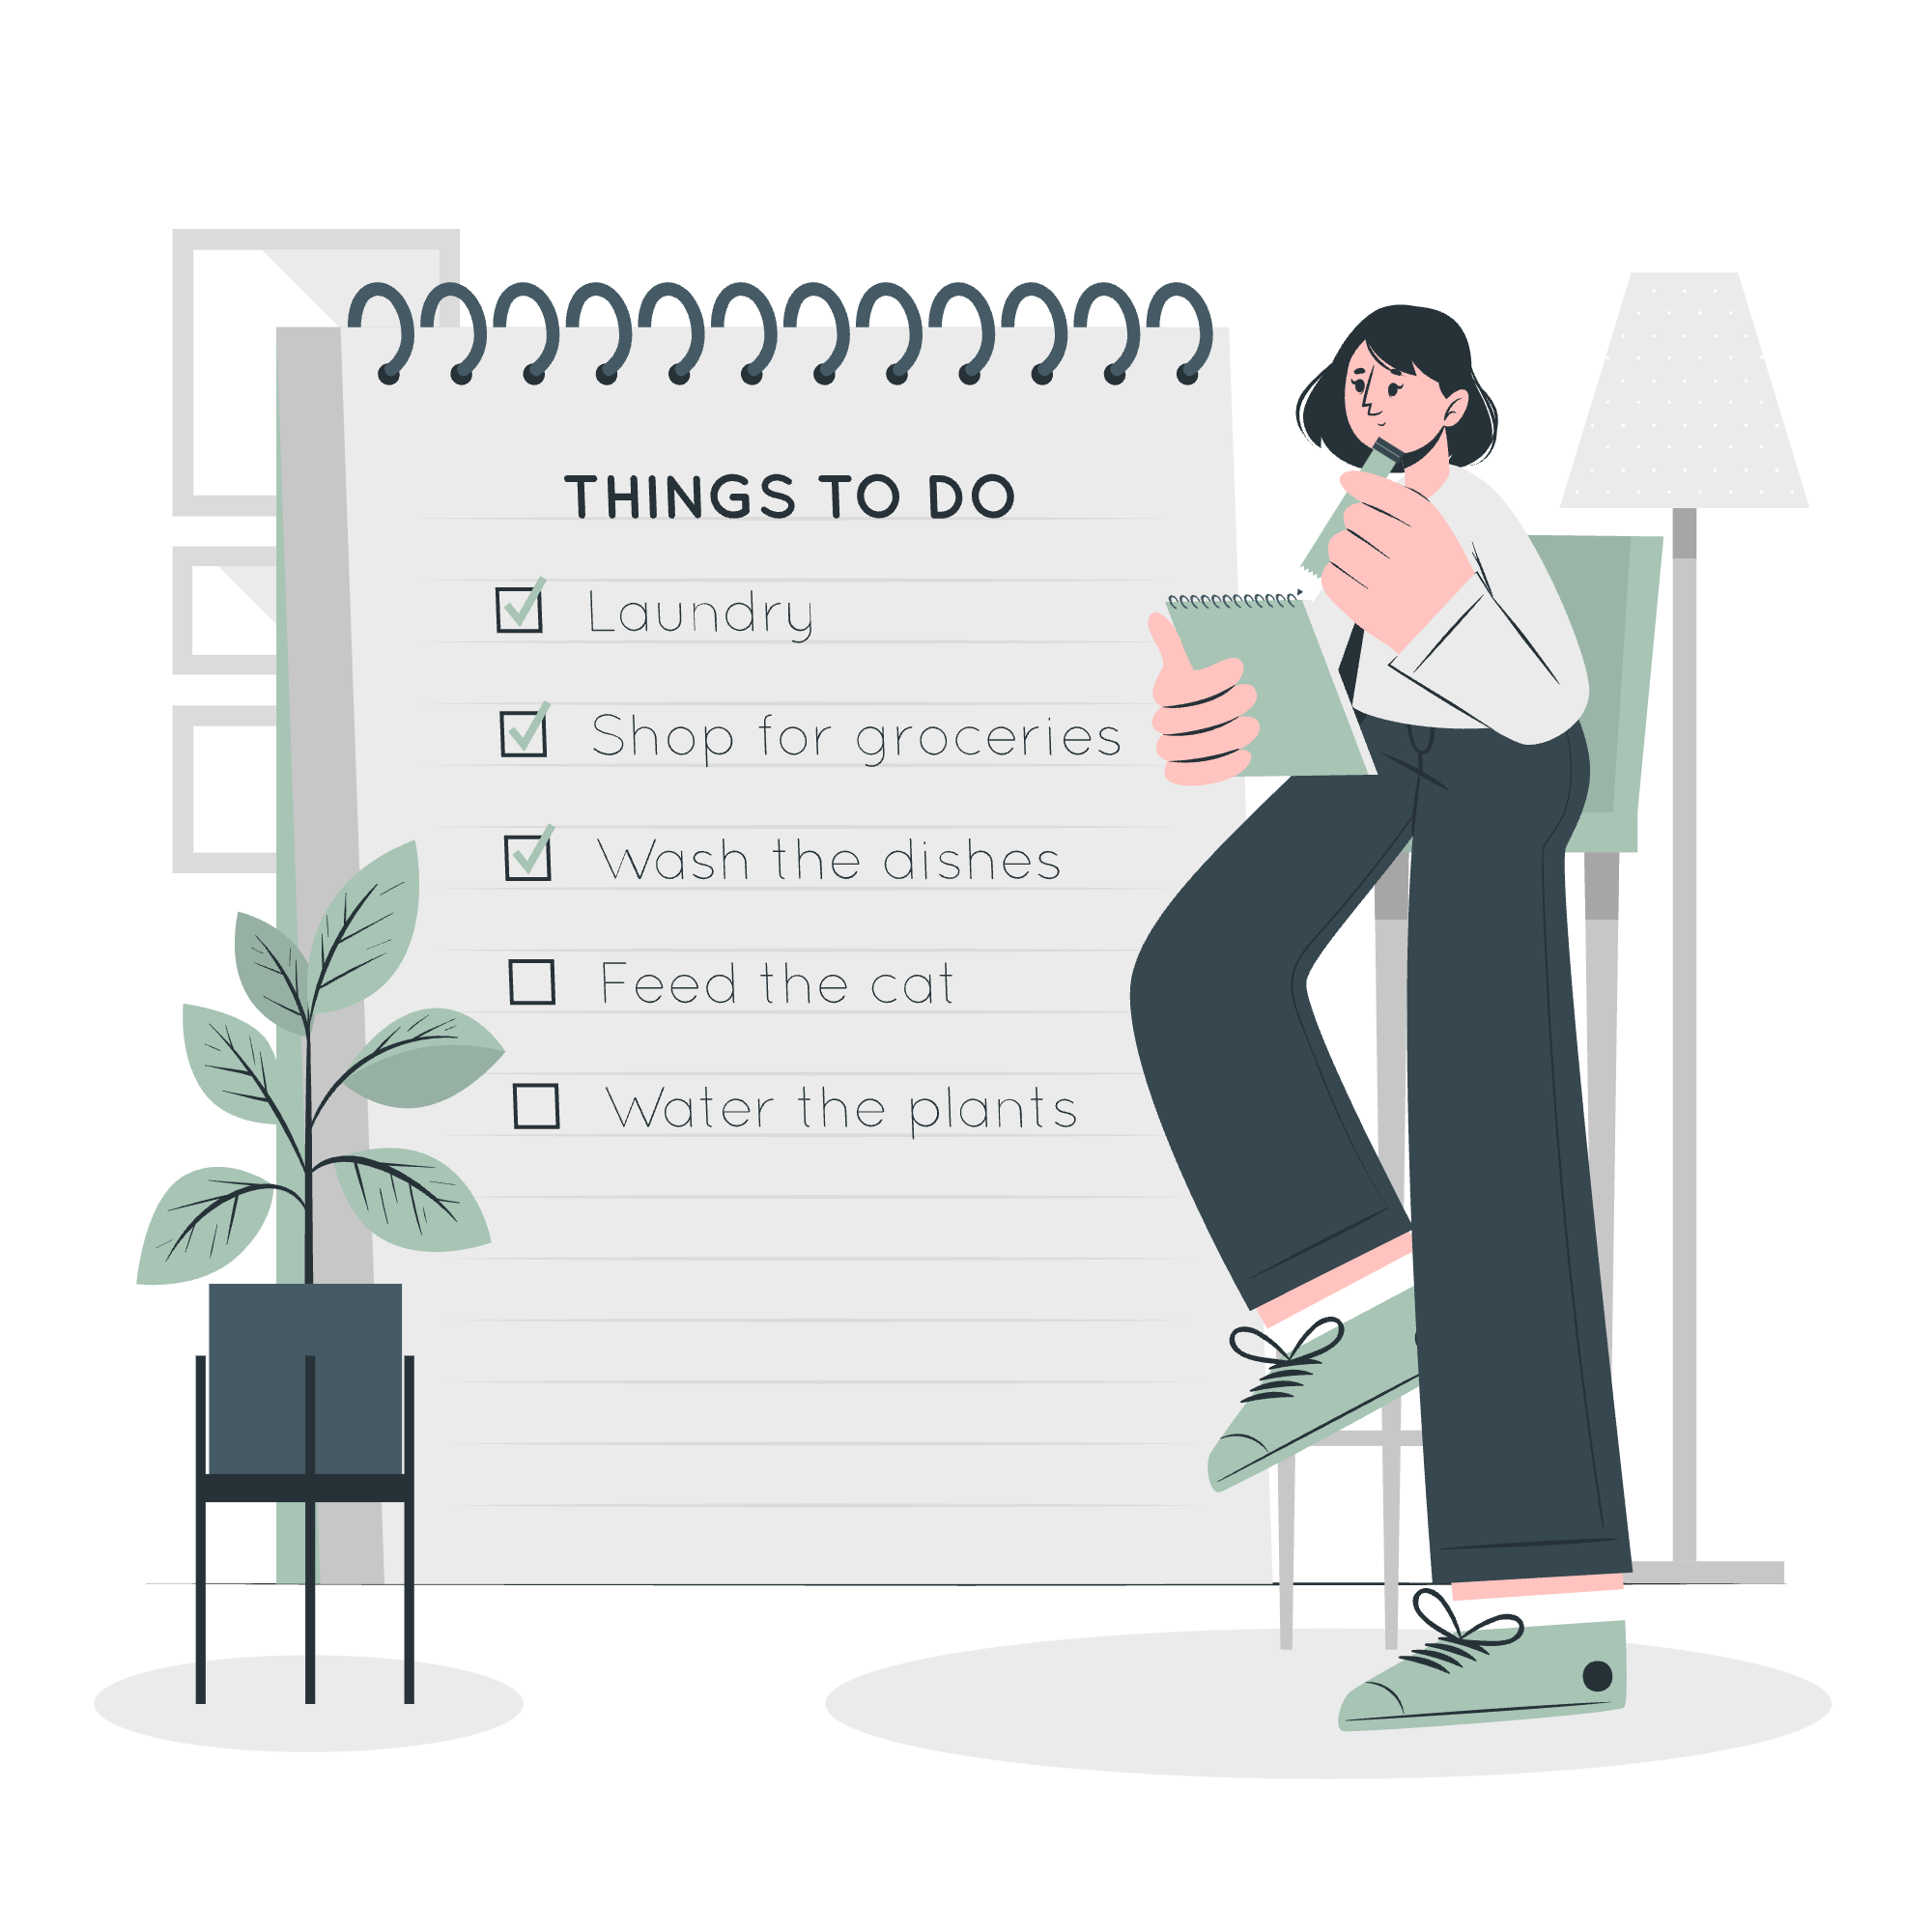 THINGS TO DO
Laundry
Shop for groceries
Wash the dishes
Feed the cat
Water the plants